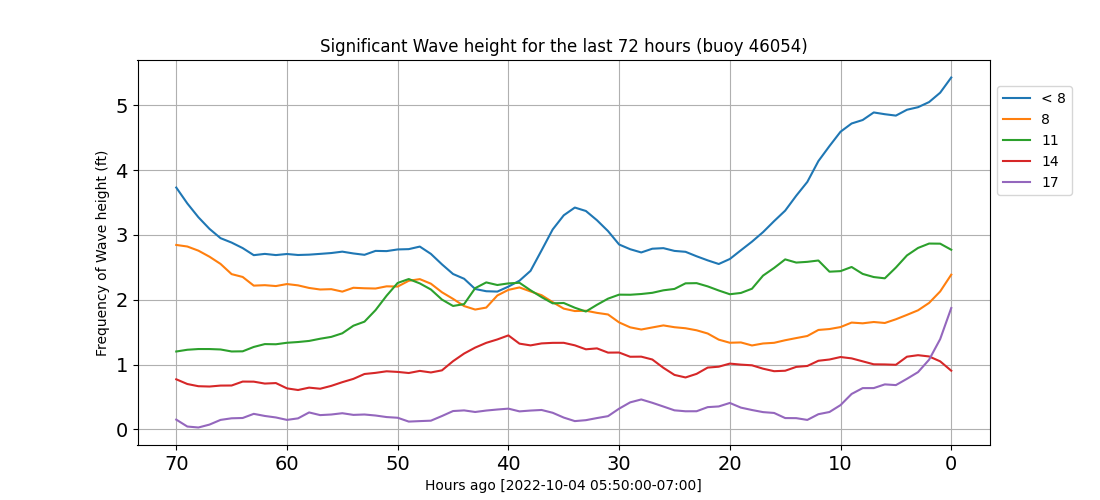 Significant Wave height for the last 72 hours (buoy 46054)
Frequency of Wave height (ft)
5
4
3
2
1
0
70 60 50 40 30 20 10 0
Hours ago [2022-10-04 05:50:00-07:00]
< 8
8
11
14
17